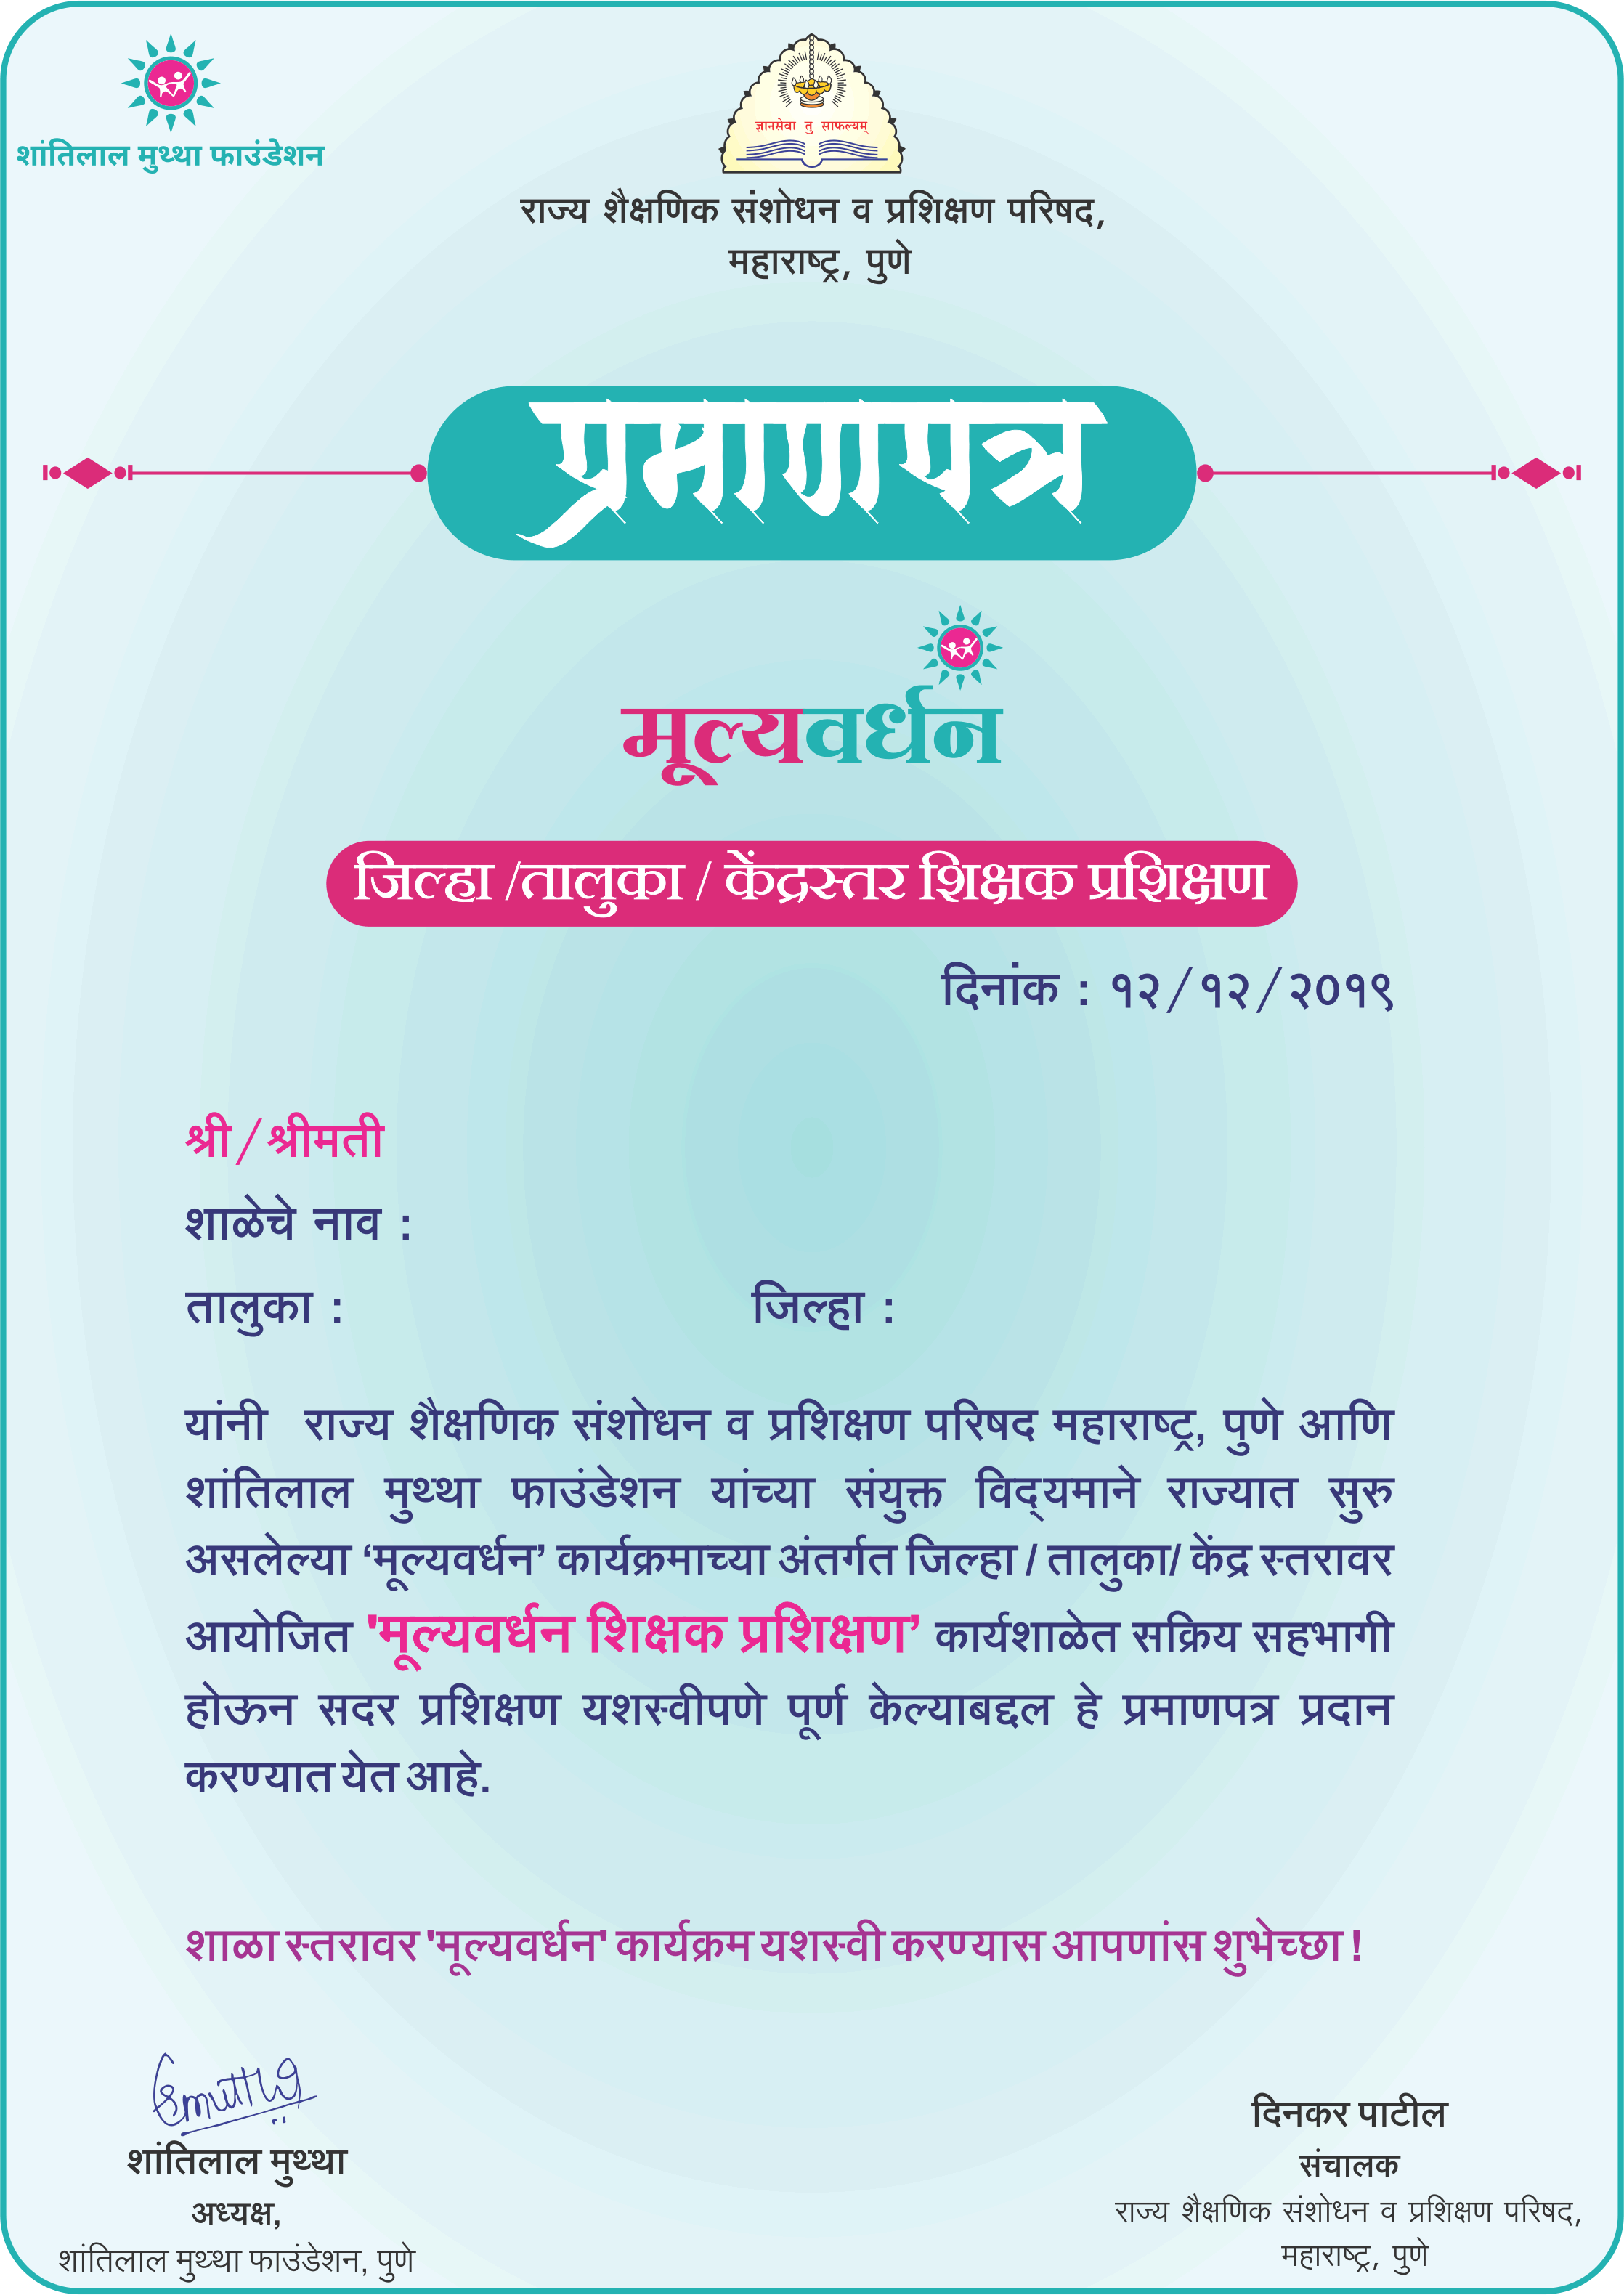 शांतिलाल मुथ्था फाउंडेशन
ज्ञानसेवा तु साफल्यम्
राज्य शैक्षणिक संशोधन व प्रशिक्षण परिषद,
महाराष्ट्र, पुणे
प्रमाणपत्र
मूल्यवर्धन
जिल्हा /तालुका / केंद्रस्तर शिक्षक प्रशिक्षण
दिनांक : १२/१२/२०१९
श्री/श्रीमती
शाळेचे नाव :
तालुका : जिल्हा :
यांनी राज्य शैक्षणिक संशोधन व प्रशिक्षण परिषद महाराष्ट्र, पुणे आणि
शांतिलाल मुथ्था फाउंडेशन यांच्या संयुक्त विद्‌यमाने राज्यात सुरु
असलेल्या ‘मूल्यवर्धन’ कार्यक्रमाच्या अंतर्गत जिल्हा / तालुका/ केंद्र स्तरावर
आयोजित 'मूल्यवर्धन शिक्षक प्रशिक्षण’ कार्यशाळेत सक्रिय सहभागी
होऊन सदर प्रशिक्षण यशस्वीपणे पूर्ण केल्याबद्दल हे प्रमाणपत्र प्रदान
करण्यात येत आहे.
शाळा स्तरावर 'मूल्यवर्धन' कार्यक्रम यशस्वी करण्यास आपणांस शुभेच्छा !
शांतिलाल मुथ्था
अध्यक्ष,
शांतिलाल मुथ्था फाउंडेशन, पुणे
दिनकर पाटील
संचालक
राज्य शैक्षणिक संशोधन व प्रशिक्षण परिषद,
महाराष्ट्र, पुणे